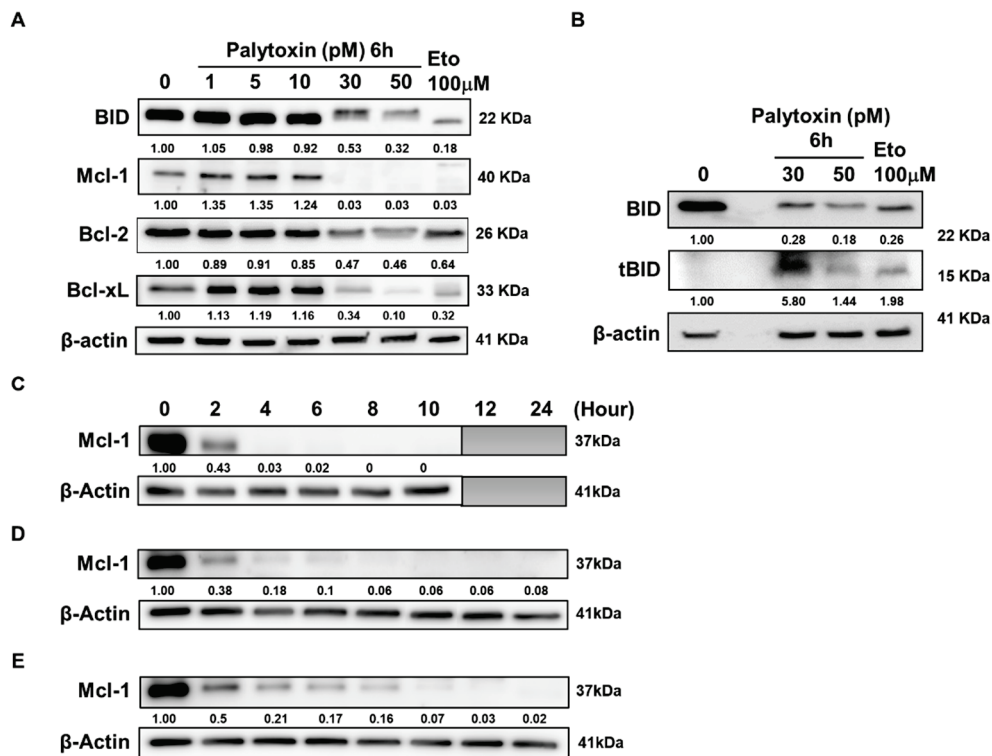 A
Palytoxin (pM) 6h
Eto
0 1 5 10 30 50 100μM
BID 22 KDa
1.00 1.05 0.98 0.92 0.53 0.32 0.18
Mcl-1 40 KDa
1.00 1.35 1.35 1.24 0.03 0.03 0.03
Bcl-2 26 KDa
1.00 0.89 0.91 0.85 0.47 0.46 0.64
Bcl-xL 33 KDa
1.00 1.13 1.19 1.16 0.34 0.10 0.32
β-actin 41 KDa
B
Palytoxin (pM)
6h
Eto
0 30 50 100μM
BID
1.00 0.28 0.18 0.26 22 KDa
tBID 15 KDa
1.00 5.80 1.44 1.98
41 KDa
β-actin
C
0 2 4 6 8 10 12 24 (Hour)
Mcl-1 37kDa
1.00 0.43 0.03 0.02 0 0
β-Actin 41kDa
D
Mcl-1 37kDa
1.00 0.38 0.18 0.1 0.06 0.06 0.06 0.08
β-Actin 41kDa
E
Mcl-1 37kDa
1.00 0.5 0.21 0.17 0.16 0.07 0.03 0.02
β-Actin 41kDa